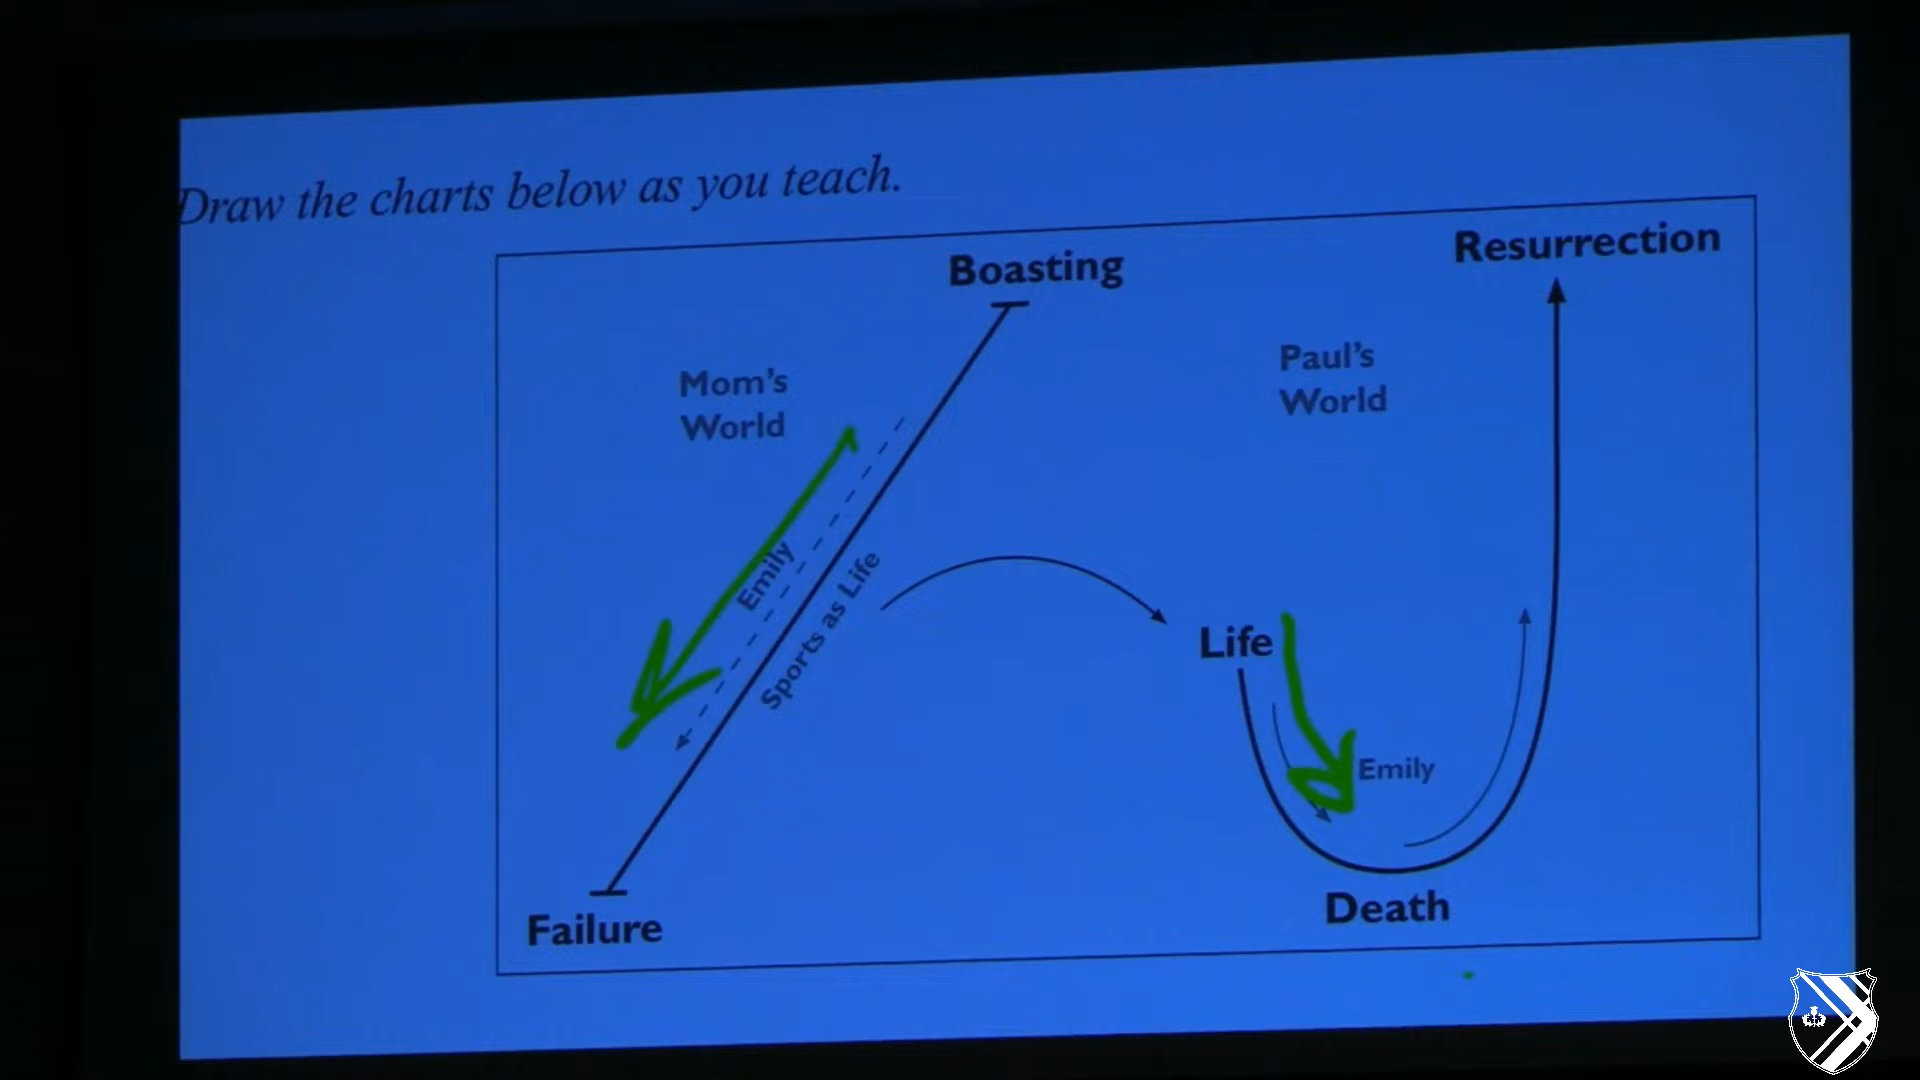 Draw the charts below as you teach.
Boasting
Resurrection
Mom's
World
Paul's
World
Emily
Sports as Life
Life
Emily
Failure
Death